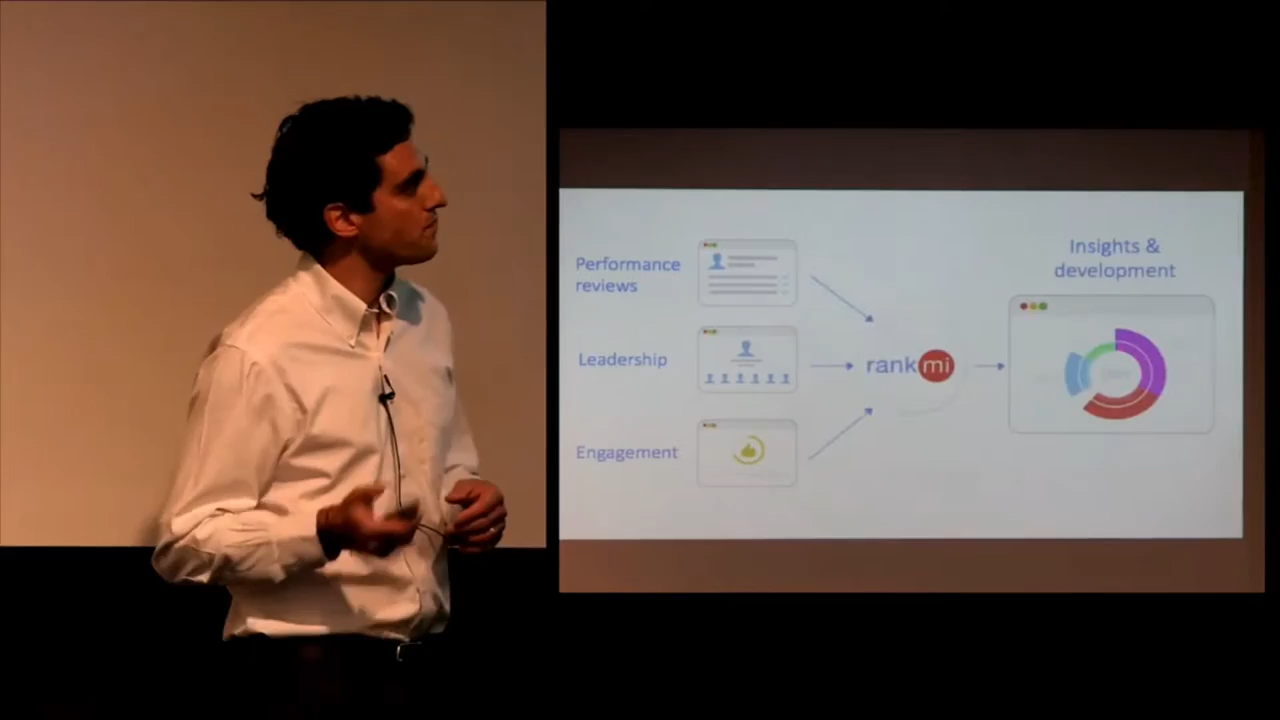 Performance
reviews
Leadership
Engagement
rankmi
Insights &
development